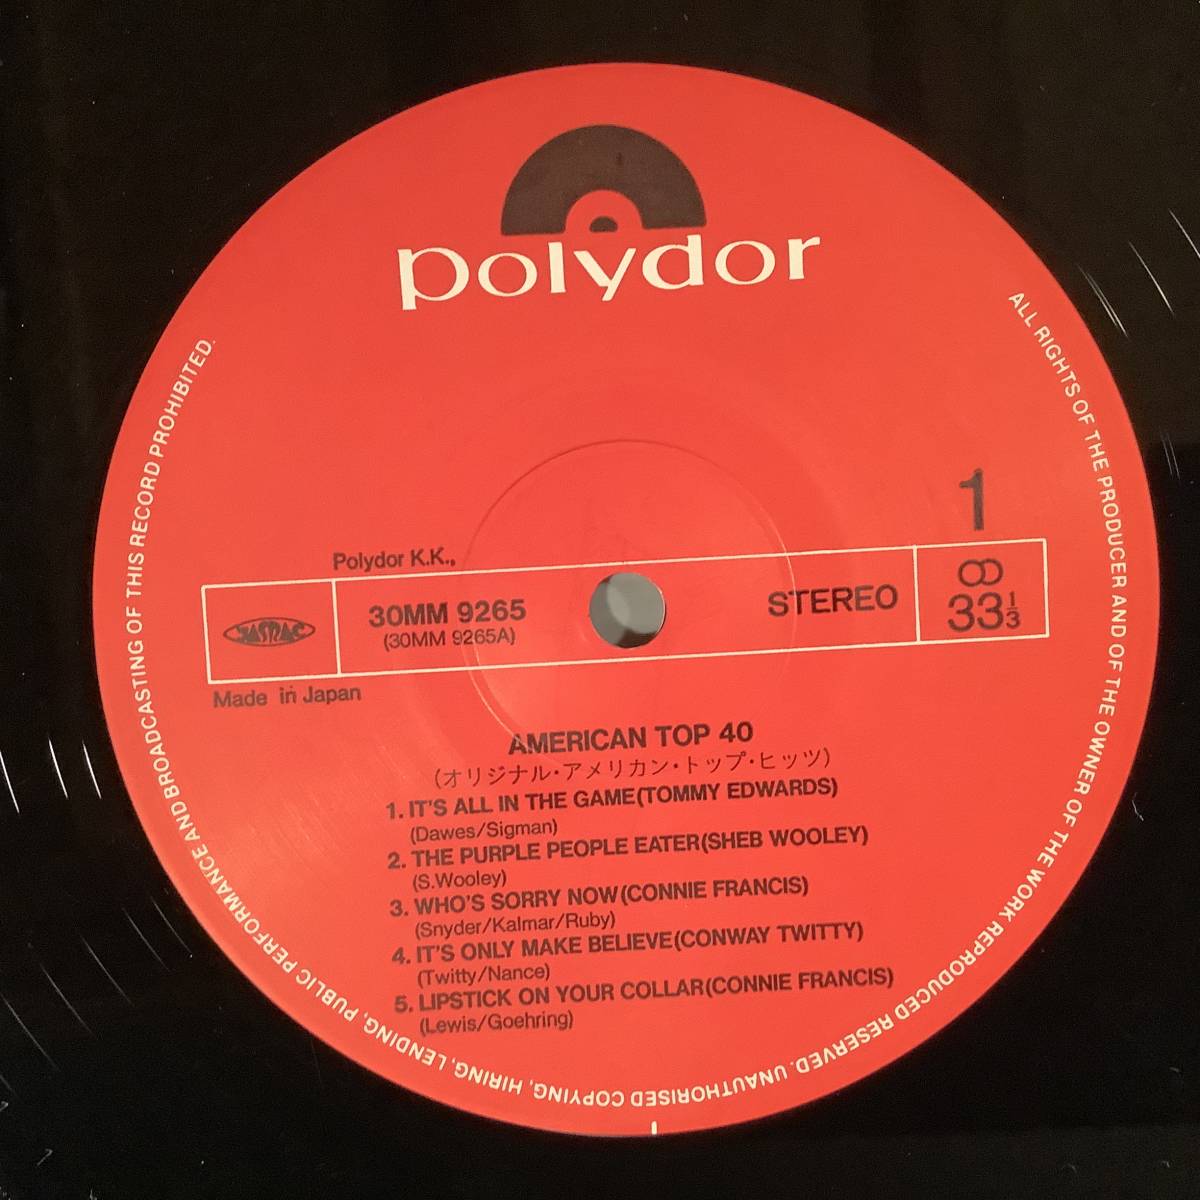 polydor
1
Polydor K.K.,
JASRAC
30MM 9265
(30MM 9265A)
STEREO
33⅓
Made in Japan
AMERICAN TOP 40
(オリジナル・アメリカン・トップ・ヒッツ)
1. IT'S ALL IN THE GAME(TOMMY EDWARDS)
(Dawes/Sigman)
2. THE PURPLE PEOPLE EATER(SHEB WOOLEY)
(S.Wooley)
3. WHO'S SORRY NOW(CONNIE FRANCIS)
(Snyder/Kalmar/Ruby)
4. IT'S ONLY MAKE BELIEVE(CONWAY TWITTY)
(Twitty/Nance)
5. LIPSTICK ON YOUR COLLAR(CONNIE FRANCIS)
(Lewis/Goehring)
ALL RIGHTS OF THE PRODUCER AND OF THE OWNER OF THE WORK REPRODUCED RESERVED. UNAUTHORISED COPYING, HIRING, LENDING, PUBLIC PERFORMANCE AND BROADCASTING OF THIS RECORD PROHIBITED.